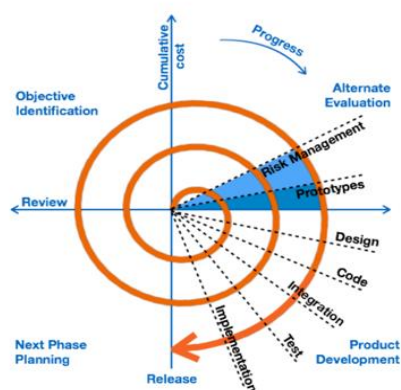 Cumulative
cost
Progress
Objective
Identification
Alternate
Evaluation
Risk Management
Prototypes
Review
Design
Code
Integration
Test
Implementation
Next Phase
Planning
Product
Development
Release